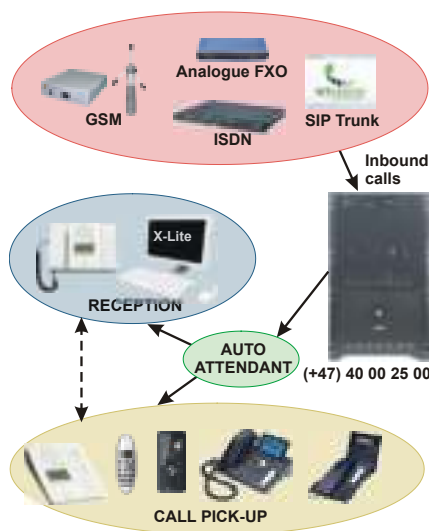 Analogue FXO
GSM
ISDN
SIP Trunk
Inbound
calls
X-Lite
RECEPTION
AUTO
ATTENDANT
(+47) 40 00 25 00
CALL PICK-UP